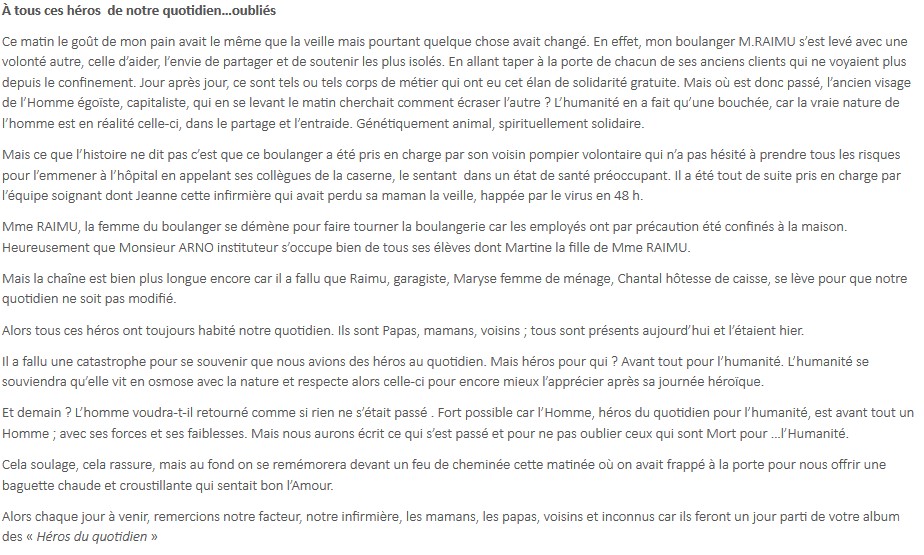 À tous ces héros  de notre quotidien…oubliés
Ce matin le goût de mon pain avait le même que la veille mais pourtant quelque chose avait changé. En effet, mon boulanger M.RAIMU s’est levé avec une
volonté autre, celle d’aider, l’envie de partager et de soutenir les plus isolés. En allant taper à la porte de chacun de ses anciens clients qui ne voyaient plus
depuis le confinement. Jour après jour, ce sont tels ou tels corps de métier qui ont eu cet élan de solidarité gratuite. Mais où est donc passé, l’ancien visage
de l’Homme égoïste, capitaliste, qui en se levant le matin cherchait comment écraser l’autre ? L’humanité en a fait qu’une bouchée, car la vraie nature de
l’homme est en réalité celle-ci, dans le partage et l’entraide. Génétiquement animal, spirituellement solidaire.
Mais ce que l’histoire ne dit pas c’est que ce boulanger a été pris en charge par son voisin pompier volontaire qui n’a pas hésité à prendre tous les risques
pour l’emmener à l’hôpital en appelant ses collègues de la caserne, le sentant  dans un état de santé préoccupant. Il a été tout de suite pris en charge par
l’équipe soignant dont Jeanne cette infirmière qui avait perdu sa maman la veille, happée par le virus en 48 h.
Mme RAIMU, la femme du boulanger se démène pour faire tourner la boulangerie car les employés ont par précaution été confinés à la maison.
Heureusement que Monsieur ARNO instituteur s’occupe bien de tous ses élèves dont Martine la fille de Mme RAIMU.
Mais la chaîne est bien plus longue encore car il a fallu que Raimu, garagiste, Maryse femme de ménage, Chantal hôtesse de caisse, se lève pour que notre
quotidien ne soit pas modifié.
Alors tous ces héros ont toujours habité notre quotidien. Ils sont Papas, mamans, voisins ; tous sont présents aujourd’hui et l’étaient hier.
Il a fallu une catastrophe pour se souvenir que nous avions des héros au quotidien. Mais héros pour qui ? Avant tout pour l’humanité. L’humanité se
souviendra qu’elle vit en osmose avec la nature et respecte alors celle-ci pour encore mieux l’apprécier après sa journée héroïque.
Et demain ? L’homme voudra-t-il retourné comme si rien ne s’était passé . Fort possible car l’Homme, héros du quotidien pour l’humanité, est avant tout un
Homme ; avec ses forces et ses faiblesses. Mais nous aurons écrit ce qui s’est passé et pour ne pas oublier ceux qui sont Mort pour …l’Humanité.
Cela soulage, cela rassure, mais au fond on se remémorera devant un feu de cheminée cette matinée où on avait frappé à la porte pour nous offrir une
baguette chaude et croustillante qui sentait bon l’Amour.
Alors chaque jour à venir, remercions notre facteur, notre infirmière, les mamans, les papas, voisins et inconnus car ils feront un jour parti de votre album
des « Héros du quotidien »